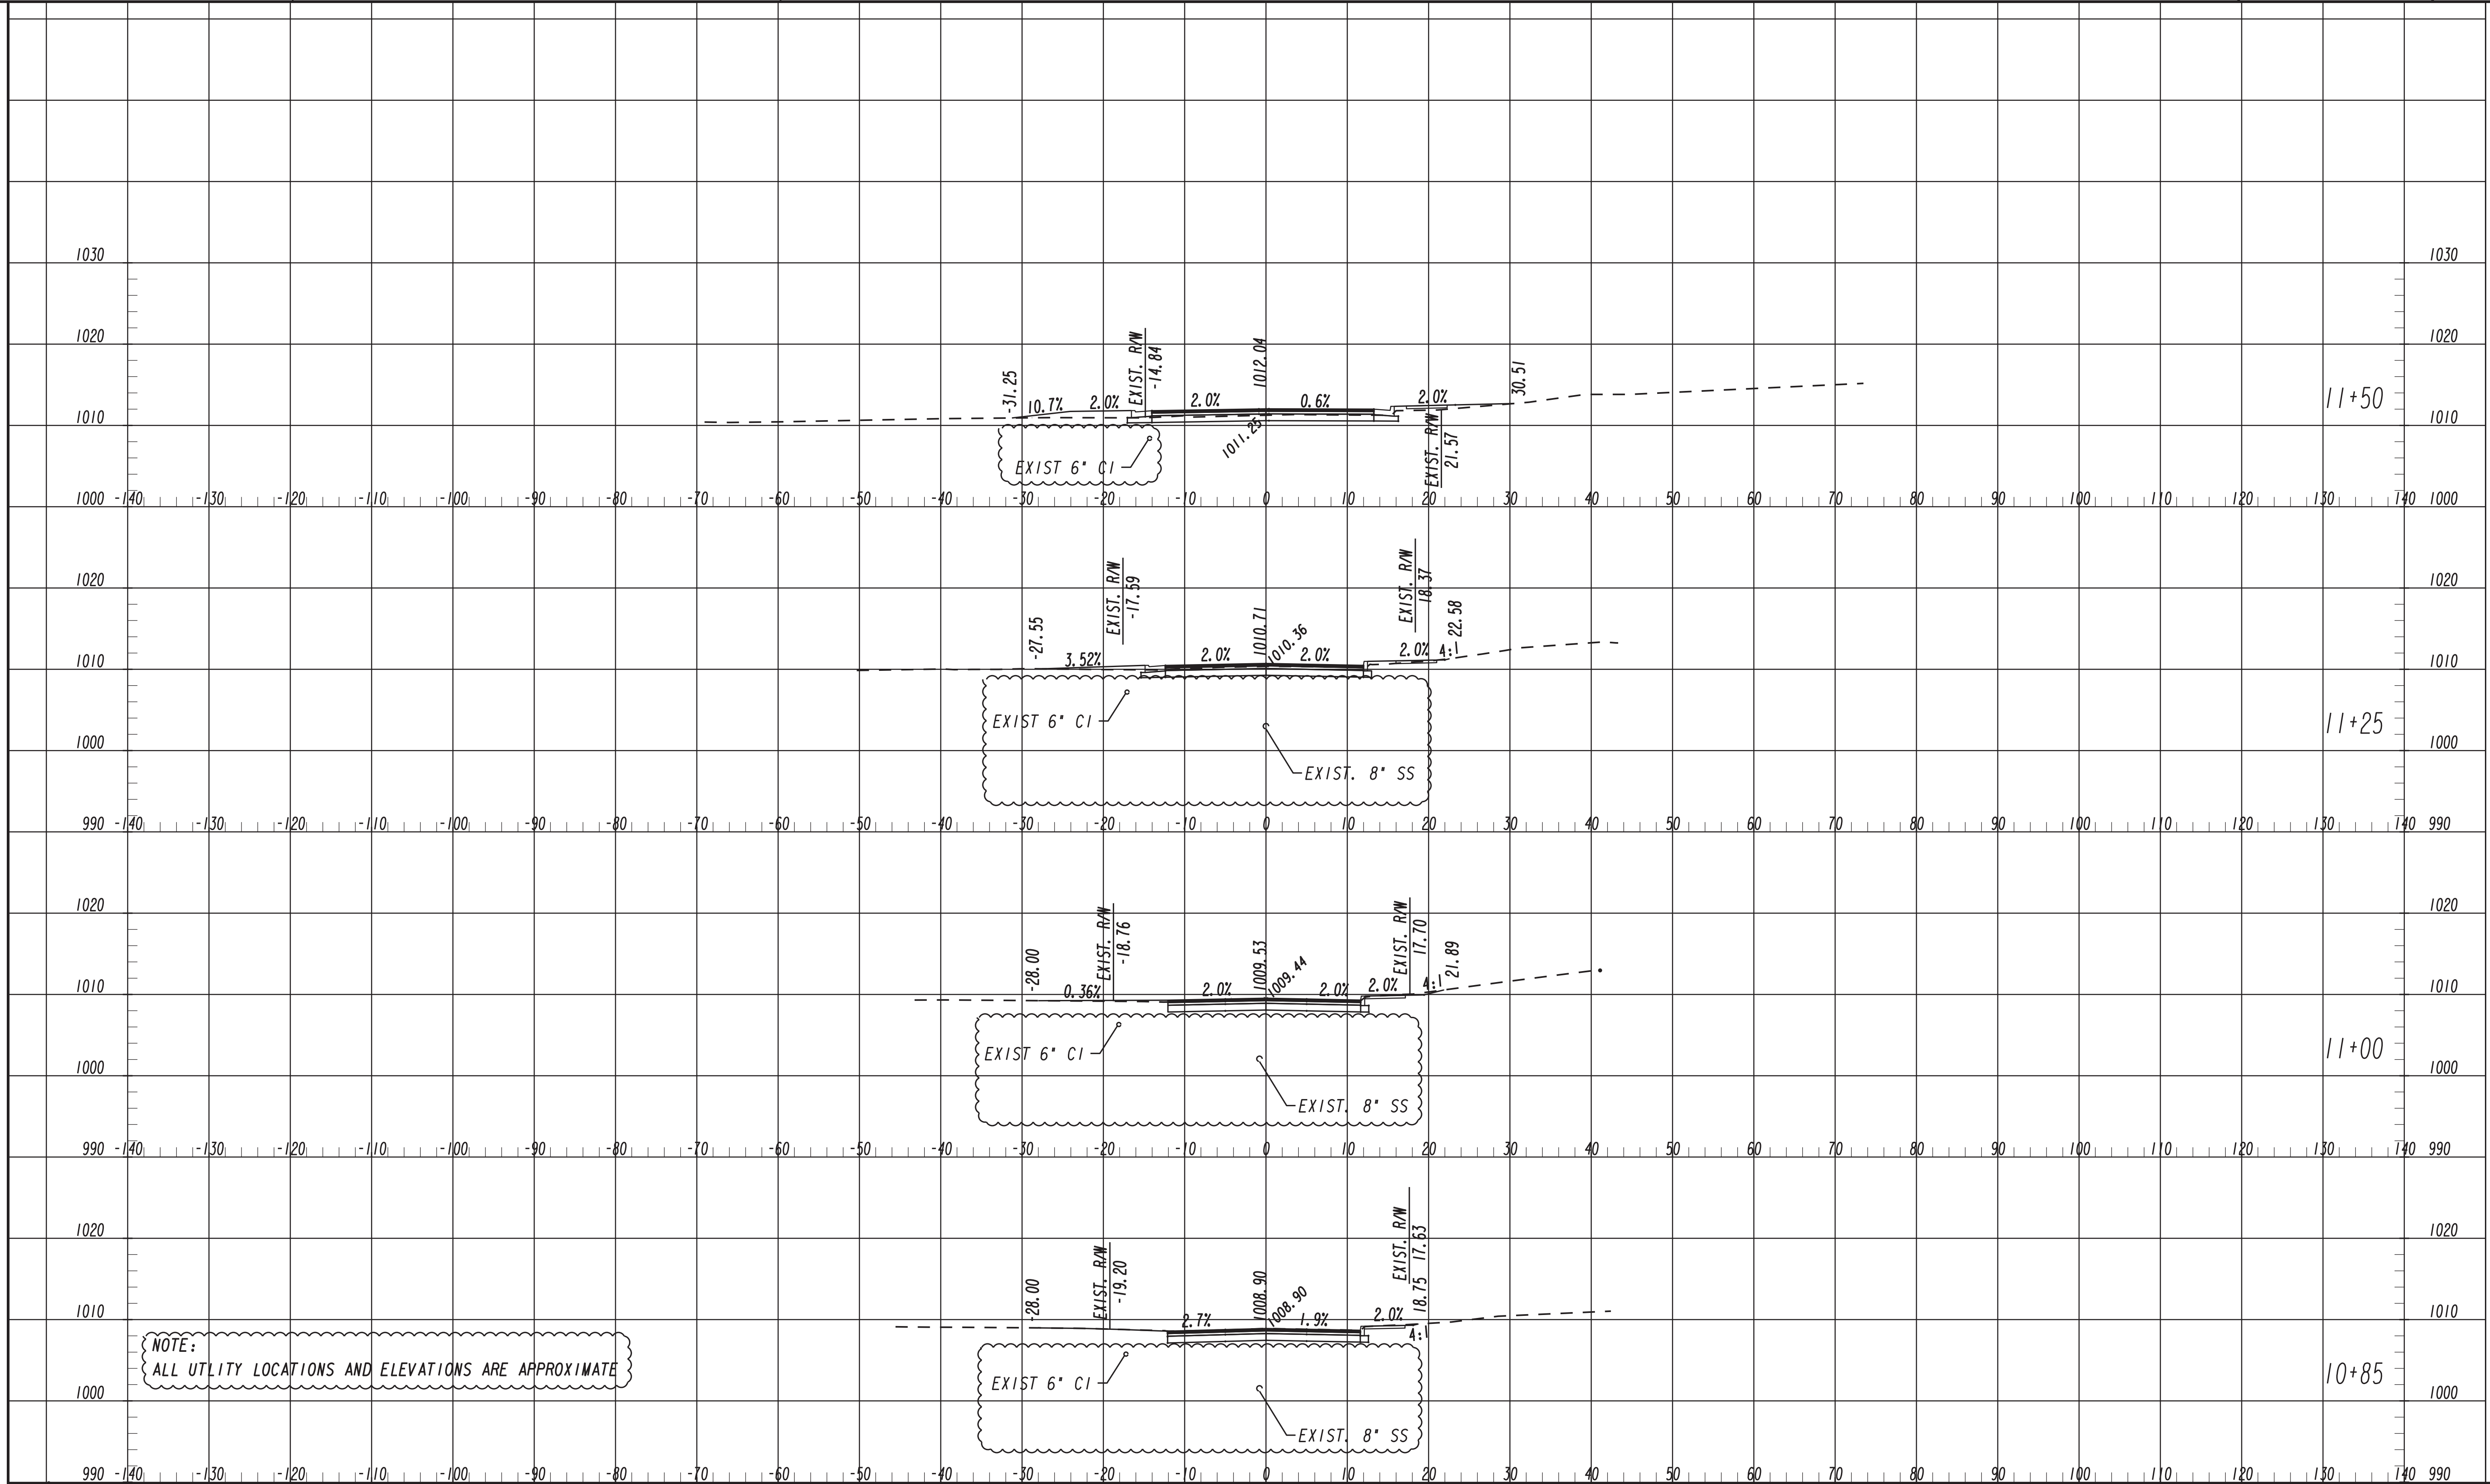 1030 1030
1020 1020
-31.25
10.7%
2.0%
EXIST. R/W
-14.84
2.0%
1012.04
0.6%
2.0%
30.51
11+50
1010 1010
1011.25
EXIST. R/W
21.57
EXIST 6" CI
1000 -140 -130 -120 -110 -100 -90 -80 -70 -60 -50 -40 -30 -20 -10 0 10 20 30 40 50 60 70 80 90 100 110 120 130 140 1000
1020 1020
-27.55
3.52%
EXIST. R/W
-17.59
2.0%
1010.71
1010.36
2.0%
EXIST. R/W
18.37
2.0%
4:1
22.58
1010 1010
EXIST 6" CI
11+25
1000 1000
EXIST. 8" SS
990 -140 -130 -120 -110 -100 -90 -80 -70 -60 -50 -40 -30 -20 -10 0 10 20 30 40 50 60 70 80 90 100 110 120 130 140 990
1020 1020
-28.00
0.36%
EXIST. R/W
-18.76
2.0%
1009.53
1009.44
2.0%
2.0%
EXIST. R/W
17.70
4:1
21.89
1010 1010
EXIST 6" CI
11+00
1000 1000
EXIST. 8" SS
990 -140 -130 -120 -110 -100 -90 -80 -70 -60 -50 -40 -30 -20 -10 0 10 20 30 40 50 60 70 80 90 100 110 120 130 140 990
1020 1020
-28.00
EXIST. R/W
-19.20
2.7%
1008.90
1008.90
1.9%
2.0%
EXIST. R/W
18.75 17.63
4:1
1010 1010
NOTE:
ALL UTLITY LOCATIONS AND ELEVATIONS ARE APPROXIMATE
EXIST 6" CI
10+85
1000 1000
EXIST. 8" SS
990 -140 -130 -120 -110 -100 -90 -80 -70 -60 -50 -40 -30 -20 -10 0 10 20 30 40 50 60 70 80 90 100 110 120 130 140 990